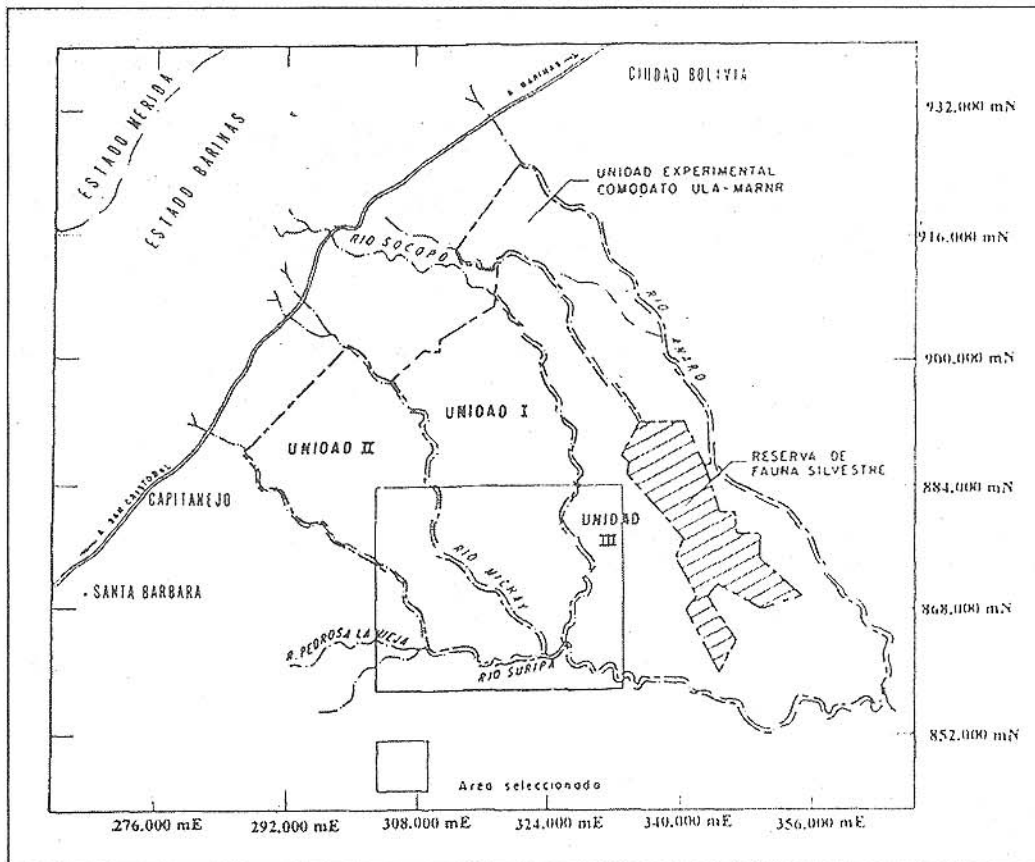 CIUDAD BOLIVIA
A BARINAS
932.000 mN
ESTADO MERIDA
ESTADO BARINAS
UNIDAD EXPERIMENTAL
COMODATO ULA-MARNR
916.000 mN
RIO SOCOPO
RIO ANARO
900.000 mN
UNIDAD I
UNIDAD II
RESERVA DE
FAUNA SILVESTRE
884.000 mN
A SAN CRISTOBAL
CAPITANEJO
UNIDAD
III
RIO MICHAY
SANTA BARBARA
868.000 mN
R. PEDROSA LA VIEJA
RIO SURIPA
852.000 mN
Area seleccionada
276.000 mE
292.000 mE
308.000 mE
324.000 mE
340.000 mE
356.000 mE